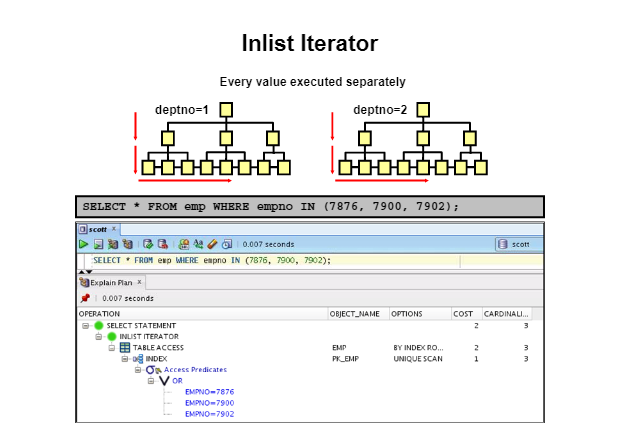 Inlist Iterator
Every value executed separately
deptno=1 deptno=2
SELECT * FROM emp WHERE empno IN (7876, 7900, 7902);
scott ×
0.007 seconds scott
SELECT * FROM emp WHERE empno IN (7876, 7900, 7902);
Explain Plan ×
0.007 seconds
OPERATION OBJECT_NAME OPTIONS COST CARDINALI...
SELECT STATEMENT 2 3
INLIST ITERATOR
TABLE ACCESS EMP BY INDEX RO... 2 3
INDEX PK_EMP UNIQUE SCAN 1 3
Access Predicates
OR
EMPNO=7876
EMPNO=7900
EMPNO=7902